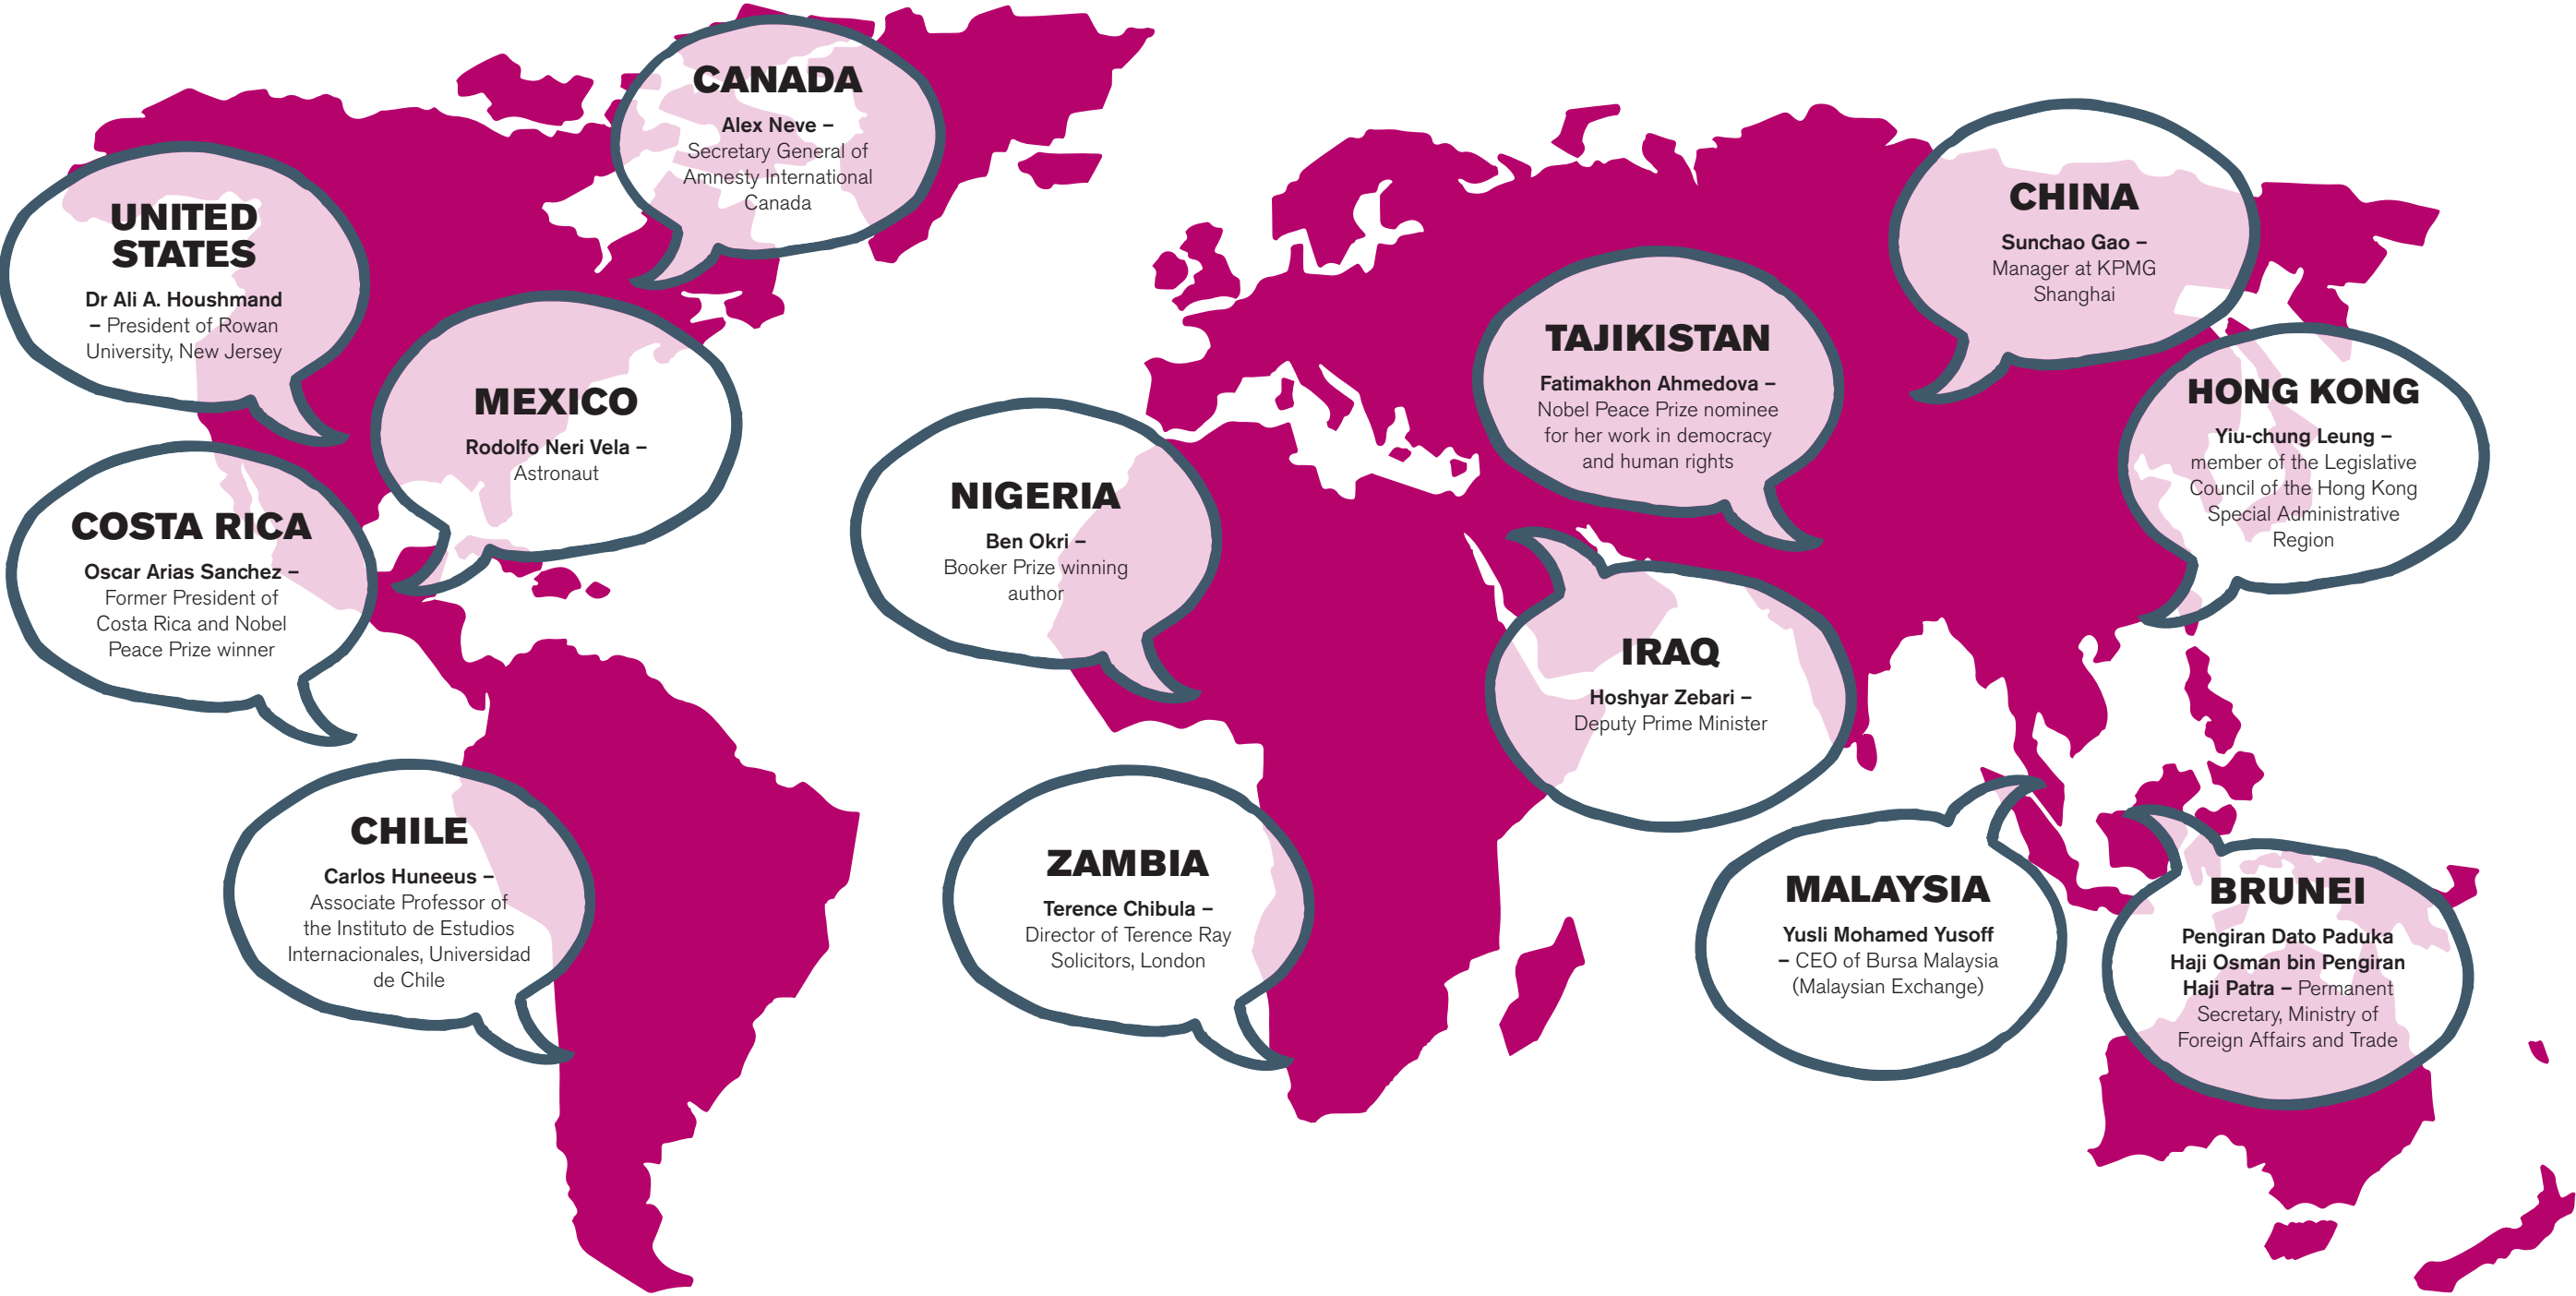 CANADA
Alex Neve –
Secretary General of
Amnesty International
Canada
UNITED
STATES
Dr Ali A. Houshmand
– President of Rowan
University, New Jersey
MEXICO
Rodolfo Neri Vela –
Astronaut
COSTA RICA
Oscar Arias Sanchez –
Former President of
Costa Rica and Nobel
Peace Prize winner
CHILE
Carlos Huneeus –
Associate Professor of
the Instituto de Estudios
Internacionales, Universidad
de Chile
NIGERIA
Ben Okri –
Booker Prize winning
author
ZAMBIA
Terence Chibula –
Director of Terence Ray
Solicitors, London
TAJIKISTAN
Fatimakhon Ahmedova –
Nobel Peace Prize nominee
for her work in democracy
and human rights
IRAQ
Hoshyar Zebari –
Deputy Prime Minister
CHINA
Sunchao Gao –
Manager at KPMG
Shanghai
HONG KONG
Yiu-chung Leung –
member of the Legislative
Council of the Hong Kong
Special Administrative
Region
MALAYSIA
Yusli Mohamed Yusoff
– CEO of Bursa Malaysia
(Malaysian Exchange)
BRUNEI
Pengiran Dato Paduka
Haji Osman bin Pengiran
Haji Patra – Permanent
Secretary, Ministry of
Foreign Affairs and Trade